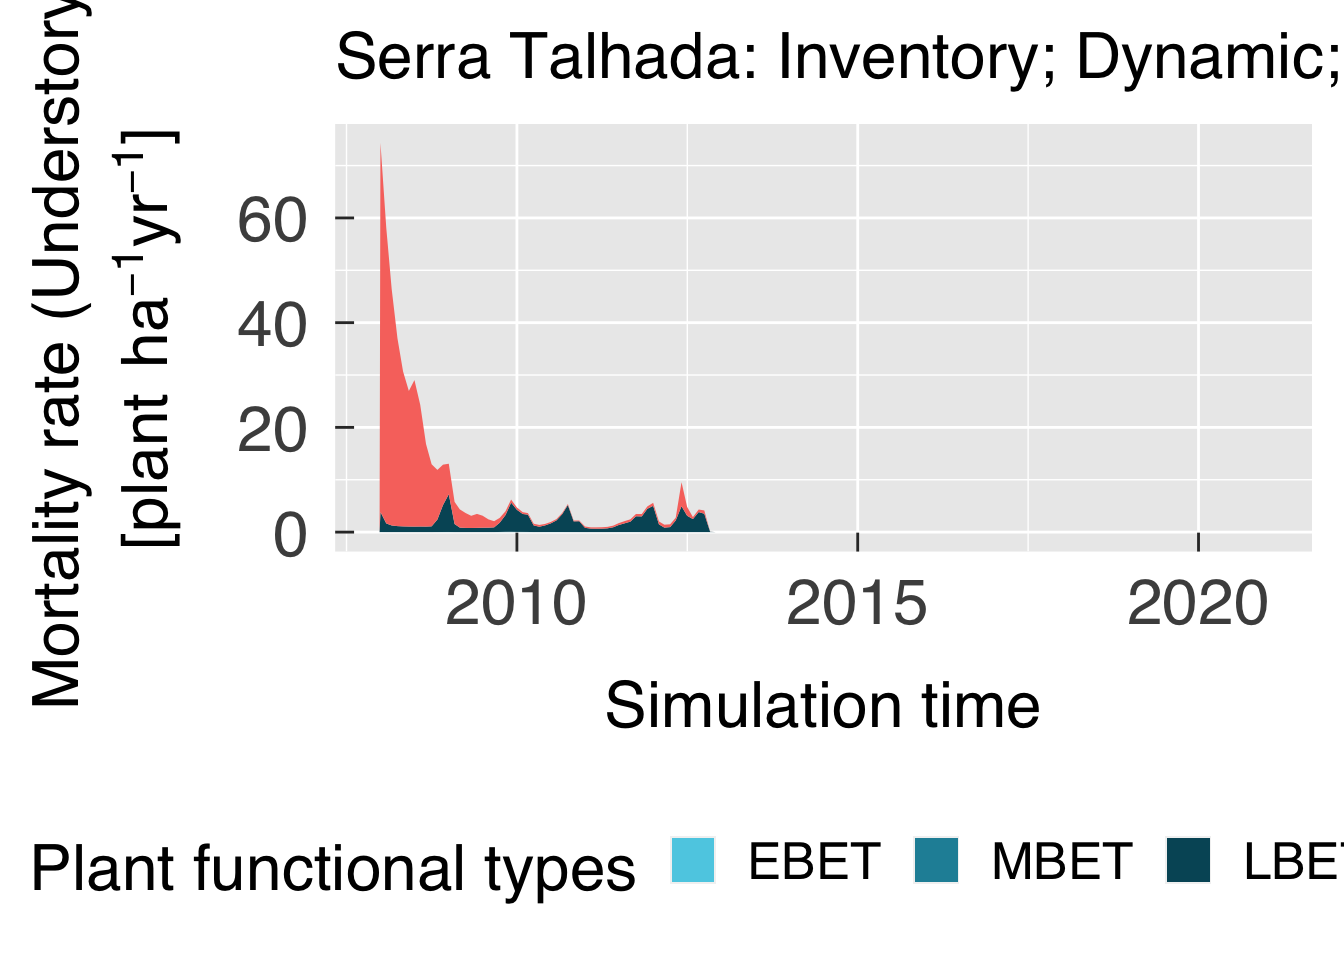 Serra Talhada: Inventory; Dynamic;
Mortality rate (Understory
[plant ha⁻¹yr⁻¹]
60
40
20
0
2010 2015 2020
Simulation time
Plant functional types EBET MBET LBET